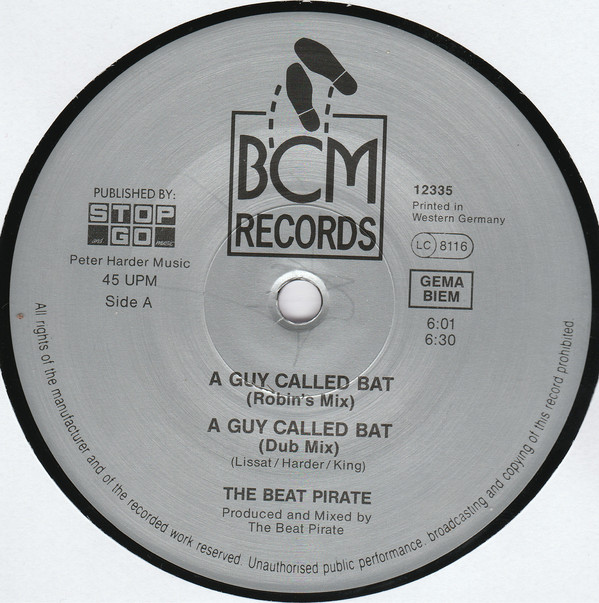 BCM
RECORDS
PUBLISHED BY:
STOP
and GO music
Peter Harder Music
45 UPM
Side A
12335
Printed in
Western Germany
LC 8116
GEMA
BIEM
6:01
6:30
A GUY CALLED BAT
(Robin's Mix)
A GUY CALLED BAT
(Dub Mix)
(Lissat/Harder/King)
THE BEAT PIRATE
Produced and Mixed by
The Beat Pirate
All rights of the manufacturer and of the recorded work reserved. Unauthorised public performance. broadcasting and copying of this record prohibited